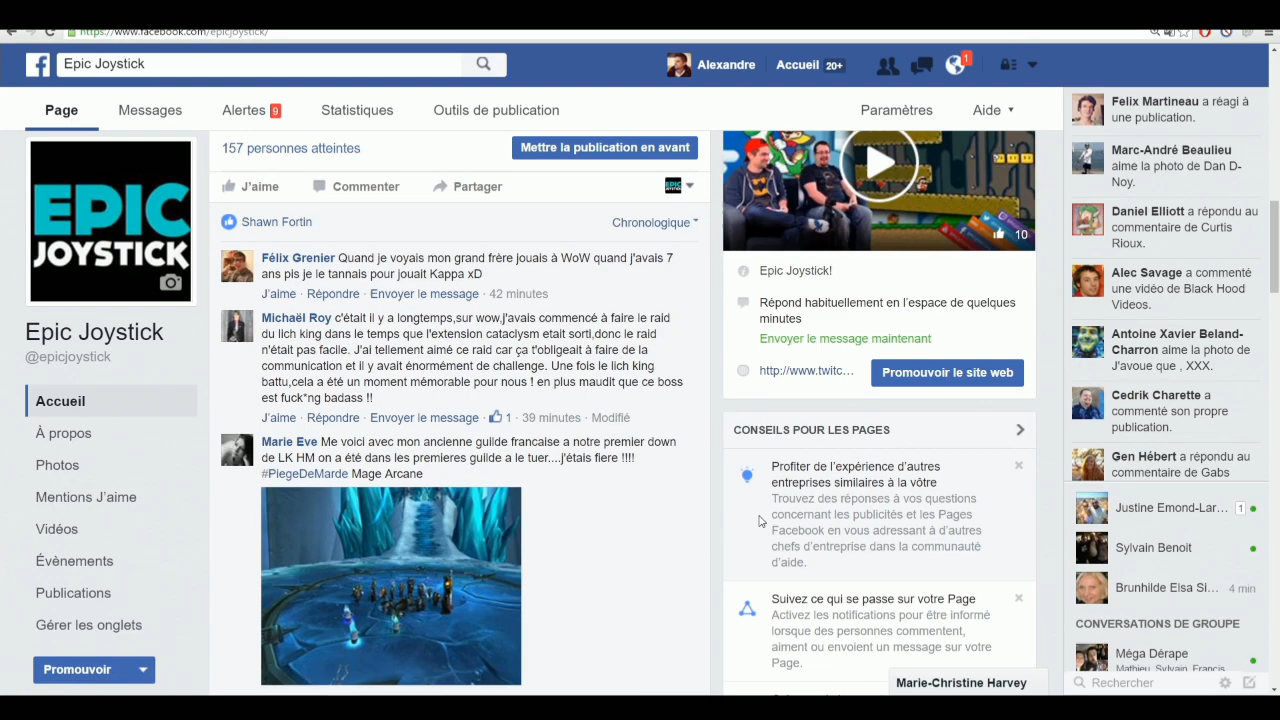 https://www.facebook.com/epicjoystick/
Epic Joystick
Alexandre
Accueil 20+
1
Page
Messages
Alertes 9
Statistiques
Outils de publication
Paramètres
Aide
EPIC
JOYSTICK
Epic Joystick
@epicjoystick
Accueil
À propos
Photos
Mentions J'aime
Vidéos
Évènements
Publications
Gérer les onglets
Promouvoir
157 personnes atteintes
Mettre la publication en avant
J'aime
Commenter
Partager
Shawn Fortin
Chronologique
Félix Grenier Quand je voyais mon grand frère jouais à WoW quand j'avais 7
ans pis je le tannais pour jouait Kappa xD
J'aime · Répondre · Envoyer le message · 42 minutes
Michaël Roy c'était il y a longtemps,sur wow,j'avais commencé à faire le raid
du lich king dans le temps que l'extension cataclysm etait sorti,donc le raid
n'était pas facile. J'ai tellement aimé ce raid car ça t'obligeait à faire de la
communication et il y avait énormément de challenge. Une fois le lich king
battu,cela a été un moment mémorable pour nous ! en plus maudit que ce boss
est fuck*ng badass !!
J'aime · Répondre · Envoyer le message · 1 · 39 minutes · Modifié
Marie Eve Me voici avec mon ancienne guilde francaise a notre premier down
de LK HM on a été dans les premieres guilde a le tuer....j'étais fiere !!!!
#PiegeDeMarde Mage Arcane
10
Epic Joystick!
Répond habituellement en l'espace de quelques
minutes
Envoyer le message maintenant
http://www.twitc...
Promouvoir le site web
CONSEILS POUR LES PAGES
Profiter de l'expérience d'autres
entreprises similaires à la vôtre
Trouvez des réponses à vos questions
concernant les publicités et les Pages
Facebook en vous adressant à d'autres
chefs d'entreprise dans la communauté
d'aide.
Suivez ce qui se passe sur votre Page
Activez les notifications pour être informé
lorsque des personnes commentent,
aiment ou envoient un message sur votre
Page.
Marie-Christine Harvey
Felix Martineau a réagi à
une publication.
Marc-André Beaulieu
aime la photo de Dan D-
Noy.
Daniel Elliott a répondu au
commentaire de Curtis
Rioux.
Alec Savage a commenté
une vidéo de Black Hood
Videos.
Antoine Xavier Beland-
Charron aime la photo de
J'avoue que , XXX.
Cedrik Charette a
commenté son propre
publication.
Gen Hébert a répondu au
commentaire de Gabs
Justine Emond-Lar... 1
Sylvain Benoit
Brunhilde Elsa Si... 4 min
CONVERSATIONS DE GROUPE
Méga Dérape
Mathieu, Sylvain, Francis
Rechercher